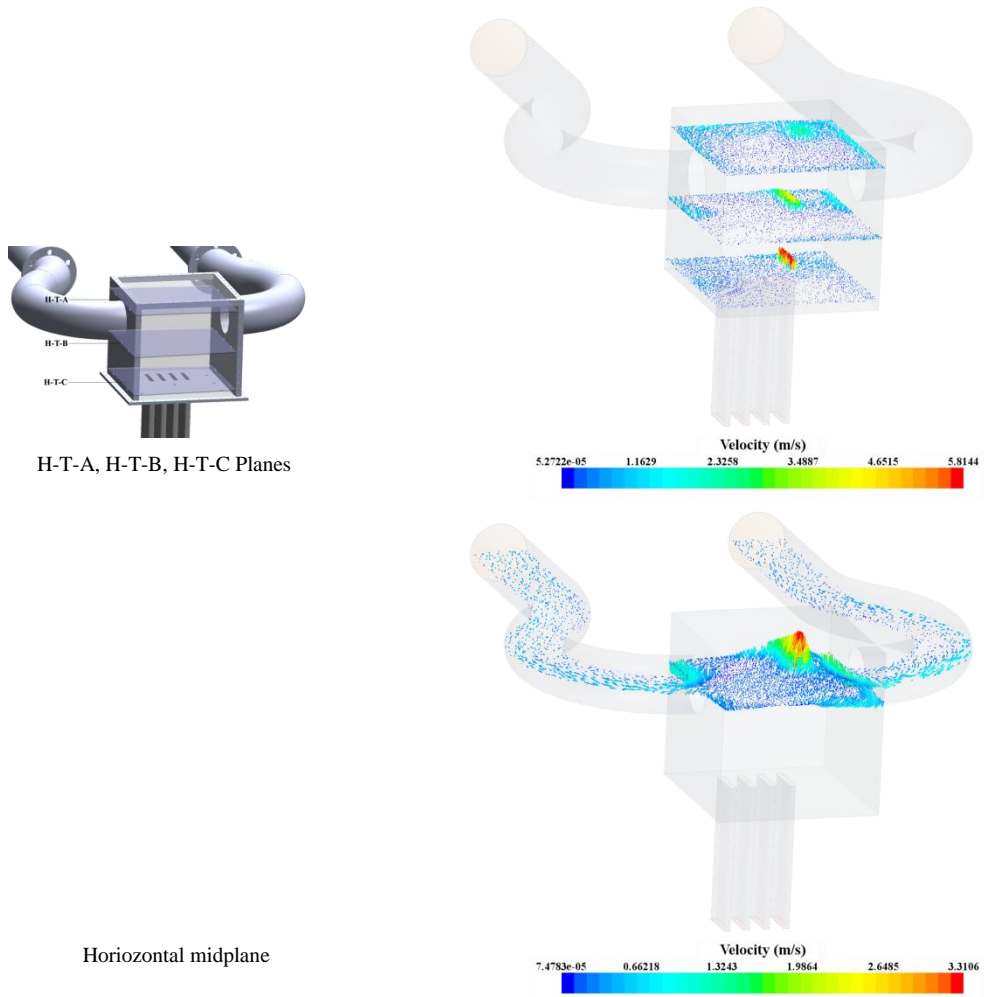 H-T-A
H-T-B
H-T-C
H-T-A, H-T-B, H-T-C Planes
Velocity (m/s)
5.2722e-05 1.1629 2.3258 3.4887 4.6515 5.8144
Horiozontal midplane
Velocity (m/s)
7.4783e-05 0.66218 1.3243 1.9864 2.6485 3.3106